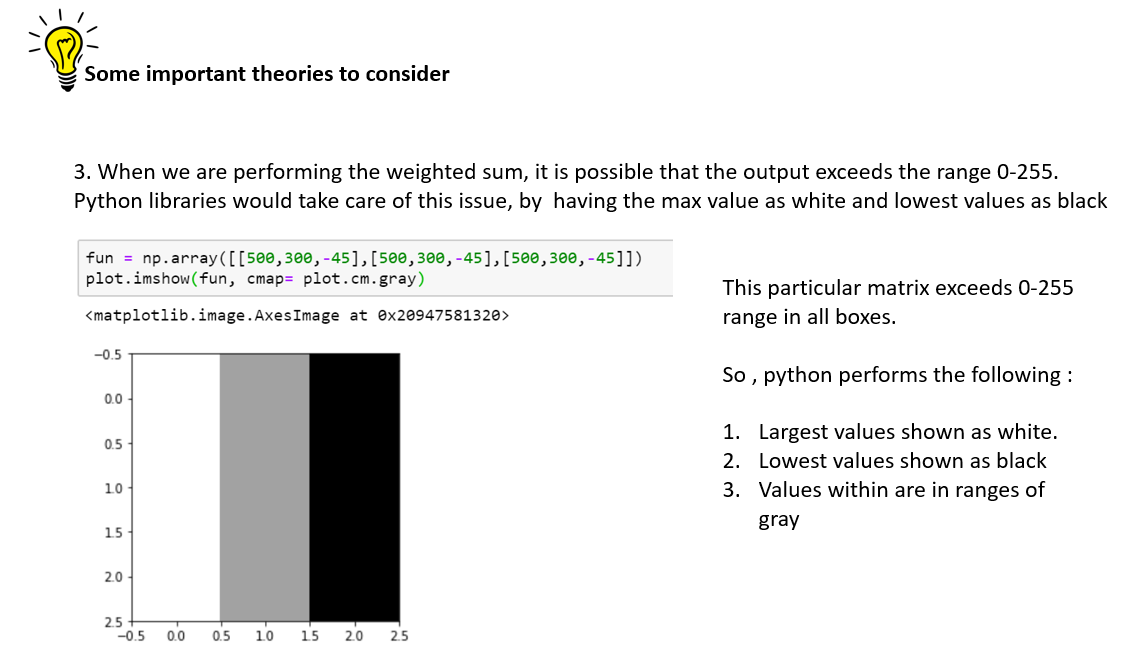 Some important theories to consider
3. When we are performing the weighted sum, it is possible that the output exceeds the range 0-255.
Python libraries would take care of this issue, by  having the max value as white and lowest values as black
fun = np.array([[500,300,-45],[500,300,-45],[500,300,-45]])
plot.imshow(fun, cmap= plot.cm.gray)
<matplotlib.image.AxesImage at 0x20947581320>
This particular matrix exceeds 0-255
range in all boxes.
So , python performs the following :
1. Largest values shown as white.
2. Lowest values shown as black
3. Values within are in ranges of
gray
−0.5
0.0
0.5
1.0
1.5
2.0
2.5
−0.5 0.0 0.5 1.0 1.5 2.0 2.5